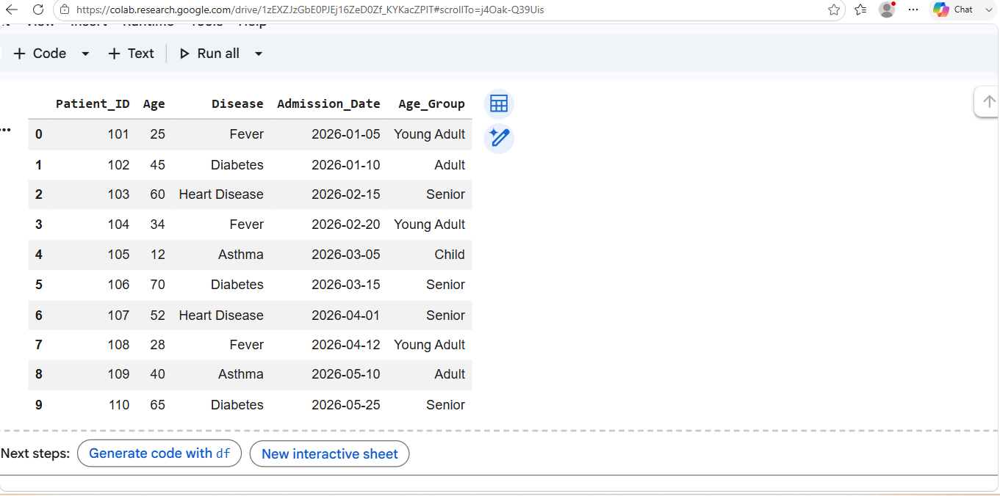 https://colab.research.google.com/drive/1zEXZJzGbE0PJEj16ZeD0Zf_KYKacZPIT#scrollTo=j4Oak-Q39Uis
Chat
View Insert Runtime Tools Help
+ Code + Text Run all
Patient_ID Age Disease Admission_Date Age_Group
0 101 25 Fever 2026-01-05 Young Adult
1 102 45 Diabetes 2026-01-10 Adult
2 103 60 Heart Disease 2026-02-15 Senior
3 104 34 Fever 2026-02-20 Young Adult
4 105 12 Asthma 2026-03-05 Child
5 106 70 Diabetes 2026-03-15 Senior
6 107 52 Heart Disease 2026-04-01 Senior
7 108 28 Fever 2026-04-12 Young Adult
8 109 40 Asthma 2026-05-10 Adult
9 110 65 Diabetes 2026-05-25 Senior
Next steps: Generate code with df New interactive sheet